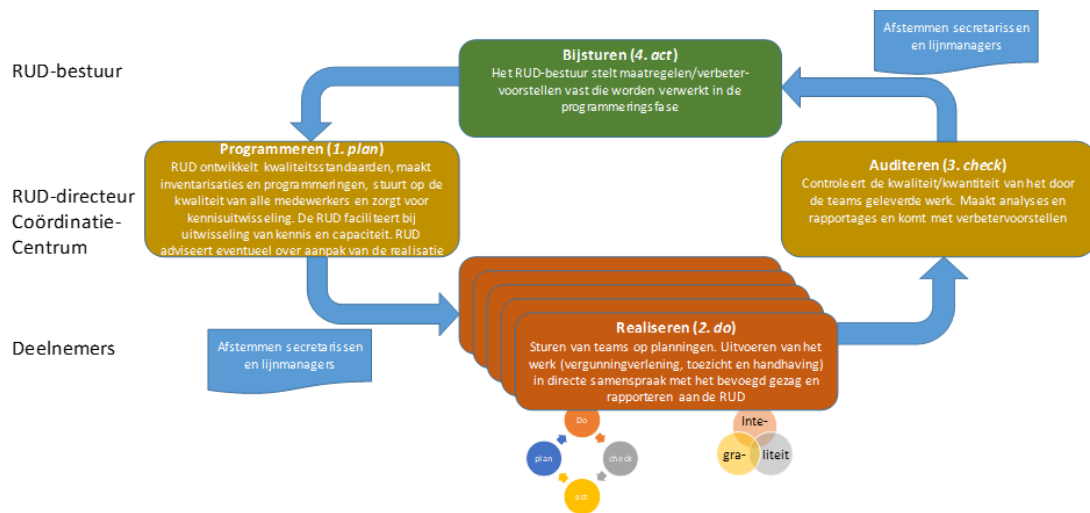 RUD-bestuur
Bijsturen (4. act)
Het RUD-bestuur stelt maatregelen/verbeter-
voorstellen vast die worden verwerkt in de
programmeringsfase
Afstemmen secretarissen
en lijnmanagers
RUD-directeur
Coördinatie-
Centrum
Programmeren (1. plan)
RUD ontwikkelt kwaliteitsstandaarden, maakt
inventarisaties en programmeringen, stuurt op de
kwaliteit van alle medewerkers en zorgt voor
kennisuitwisseling. De RUD faciliteert bij
uitwisseling van kennis en capaciteit. RUD
adviseert eventueel over aanpak van de realisatie
Auditeren (3. check)
Controleert de kwaliteit/kwantiteit van het door
de teams geleverde werk. Maakt analyses en
rapportages en komt met verbetervoorstellen
Deelnemers
Afstemmen secretarissen
en lijnmanagers
Realiseren (2. do)
Sturen van teams op planningen. Uitvoeren van het
werk (vergunningverlening, toezicht en handhaving)
in directe samenspraak met het bevoegd gezag en
rapporteren aan de RUD
Do
plan
check
act
Inte-
gra-
liteit